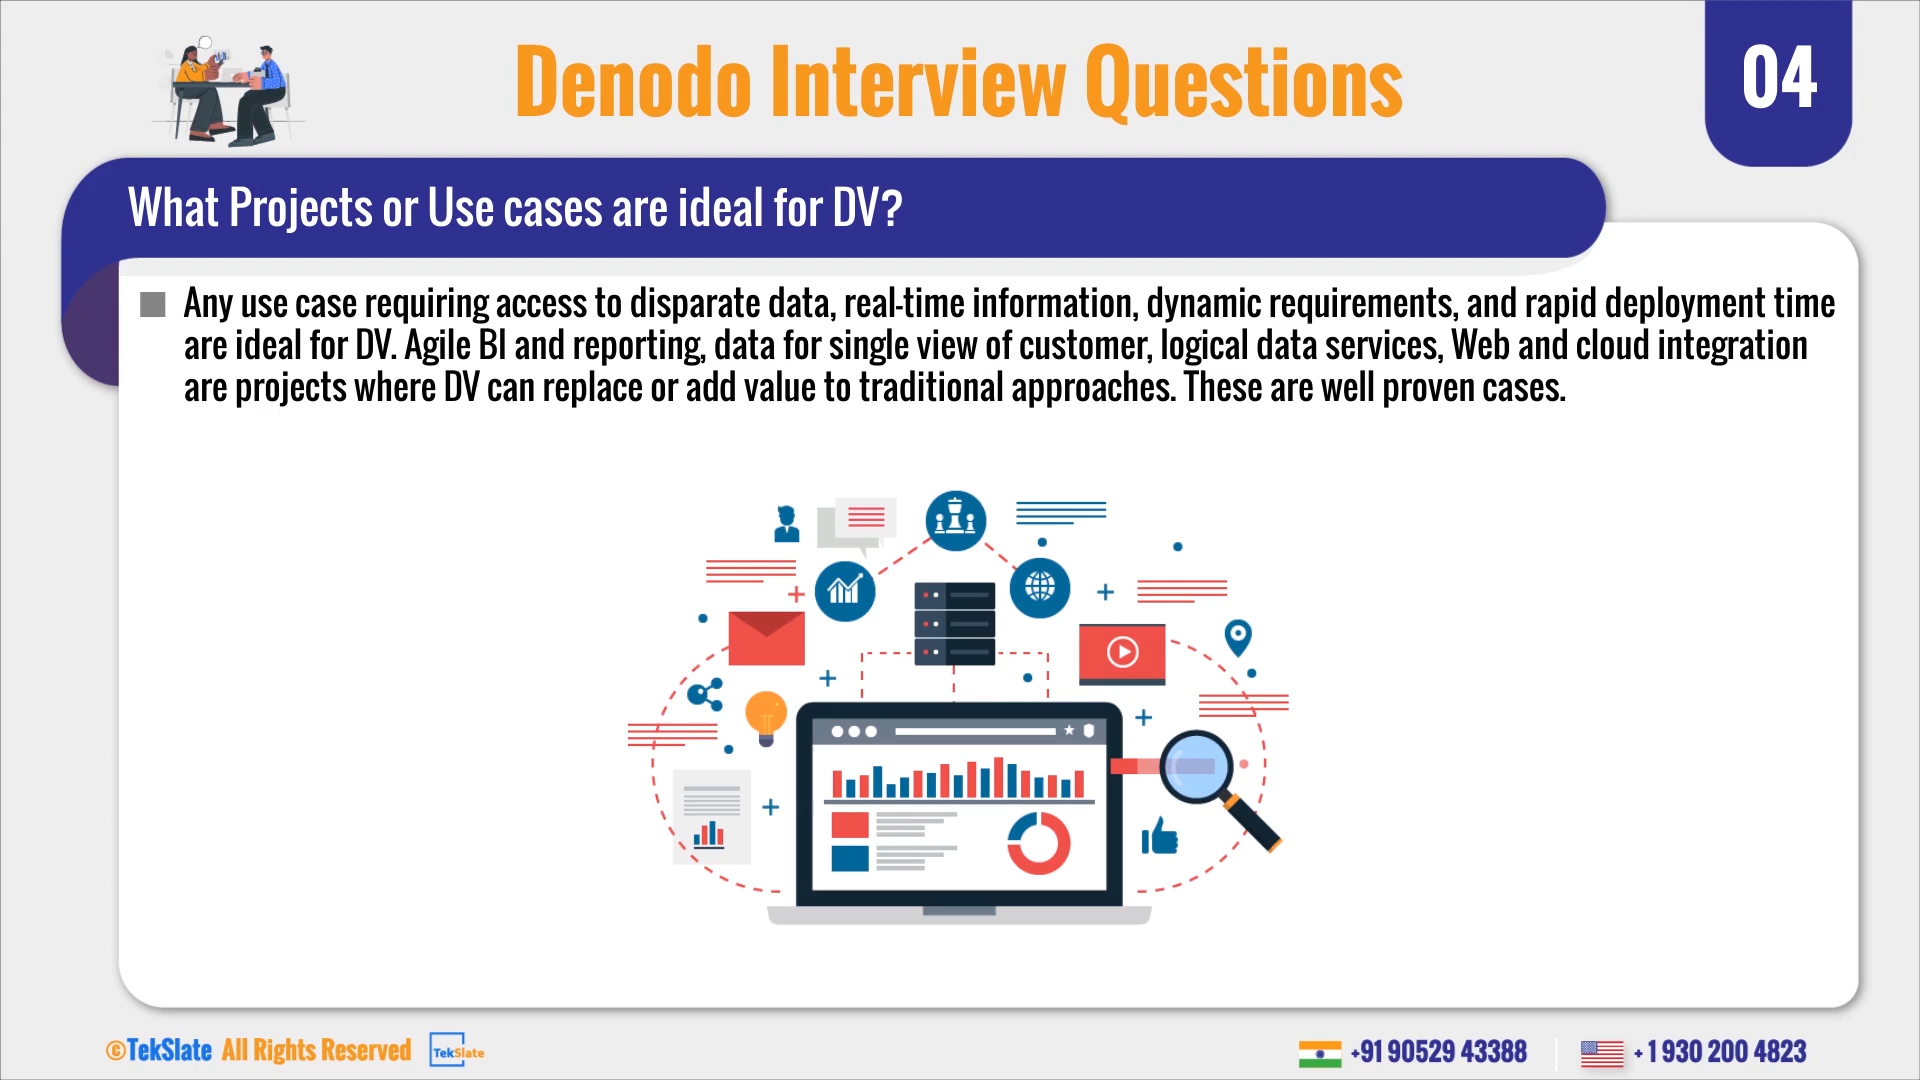 Denodo Interview Questions
04
What Projects or Use cases are ideal for DV?
Any use case requiring access to disparate data, real-time information, dynamic requirements, and rapid deployment time
are ideal for DV. Agile BI and reporting, data for single view of customer, logical data services, Web and cloud integration
are projects where DV can replace or add value to traditional approaches. These are well proven cases.
©TekSlate All Rights Reserved
TekSlate
+91 90529 43388
+1 930 200 4823